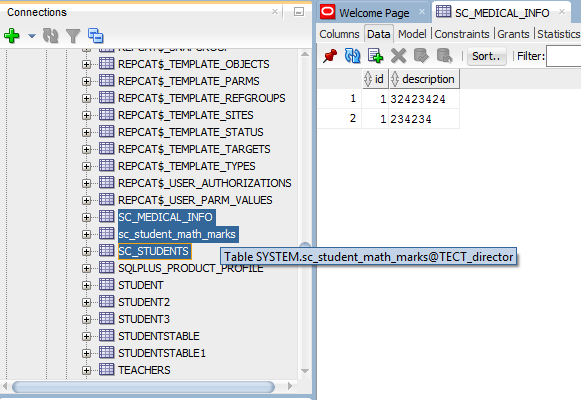 Connections
REPCAT$_TEMPLATE_OBJECTS
REPCAT$_TEMPLATE_PARMS
REPCAT$_TEMPLATE_REFGROUPS
REPCAT$_TEMPLATE_SITES
REPCAT$_TEMPLATE_STATUS
REPCAT$_TEMPLATE_TARGETS
REPCAT$_TEMPLATE_TYPES
REPCAT$_USER_AUTHORIZATIONS
REPCAT$_USER_PARM_VALUES
SC_MEDICAL_INFO
sc_student_math_marks
SC_STUDENTS
Table SYSTEM.sc_student_math_marks@TECT_director
SQLPLUS_PRODUCT_PROFILE
STUDENT
STUDENT2
STUDENT3
STUDENTSTABLE
STUDENTSTABLE1
TEACHERS
Welcome Page
SC_MEDICAL_INFO
Columns Data Model Constraints Grants Statistics
Sort.. Filter:
id description
1 1 32423424
2 1 234234